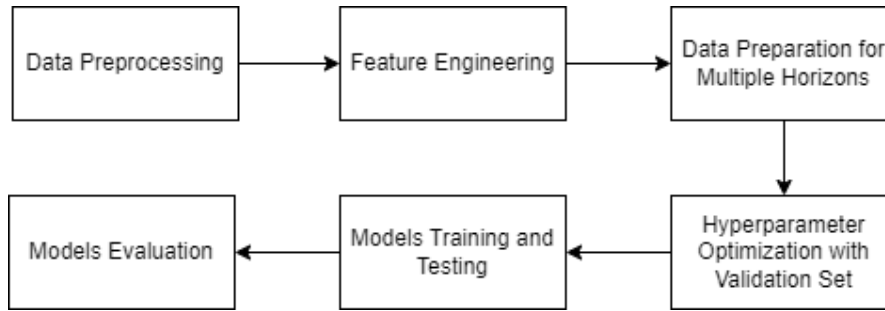 Data Preprocessing
Feature Engineering
Data Preparation for
Multiple Horizons
Hyperparameter
Optimization with
Validation Set
Models Training and
Testing
Models Evaluation